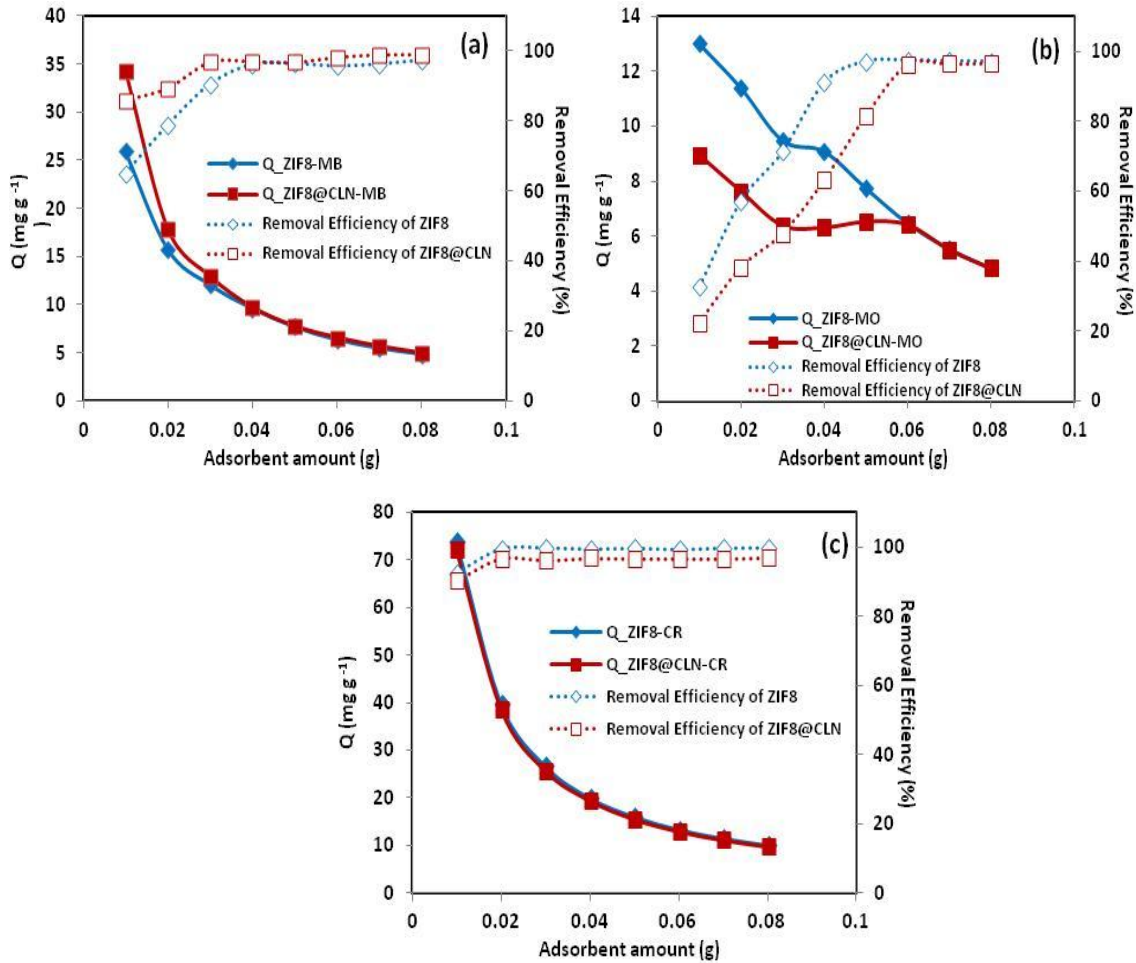 (a)
40
35
30
25
20
15
10
5
0
Q (mg g⁻¹)
100
80
60
40
20
0
Removal Efficiency (%)
Q_ZIF8-MB
Q_ZIF8@CLN-MB
Removal Efficiency of ZIF8
Removal Efficiency of ZIF8@CLN
0 0.02 0.04 0.06 0.08 0.1
Adsorbent amount (g)
(b)
14
12
10
8
6
4
2
0
Q (mg g⁻¹)
100
80
60
40
20
0
Removal Efficiency (%)
Q_ZIF8-MO
Q_ZIF8@CLN-MO
Removal Efficiency of ZIF8
Removal Efficiency of ZIF8@CLN
0 0.02 0.04 0.06 0.08 0.1
Adsorbent amount (g)
(c)
80
70
60
50
40
30
20
10
0
Q (mg g⁻¹)
100
80
60
40
20
0
Removal Efficiency (%)
Q_ZIF8-CR
Q_ZIF8@CLN-CR
Removal Efficiency of ZIF8
Removal Efficiency of ZIF8@CLN
0 0.02 0.04 0.06 0.08 0.1
Adsorbent amount (g)